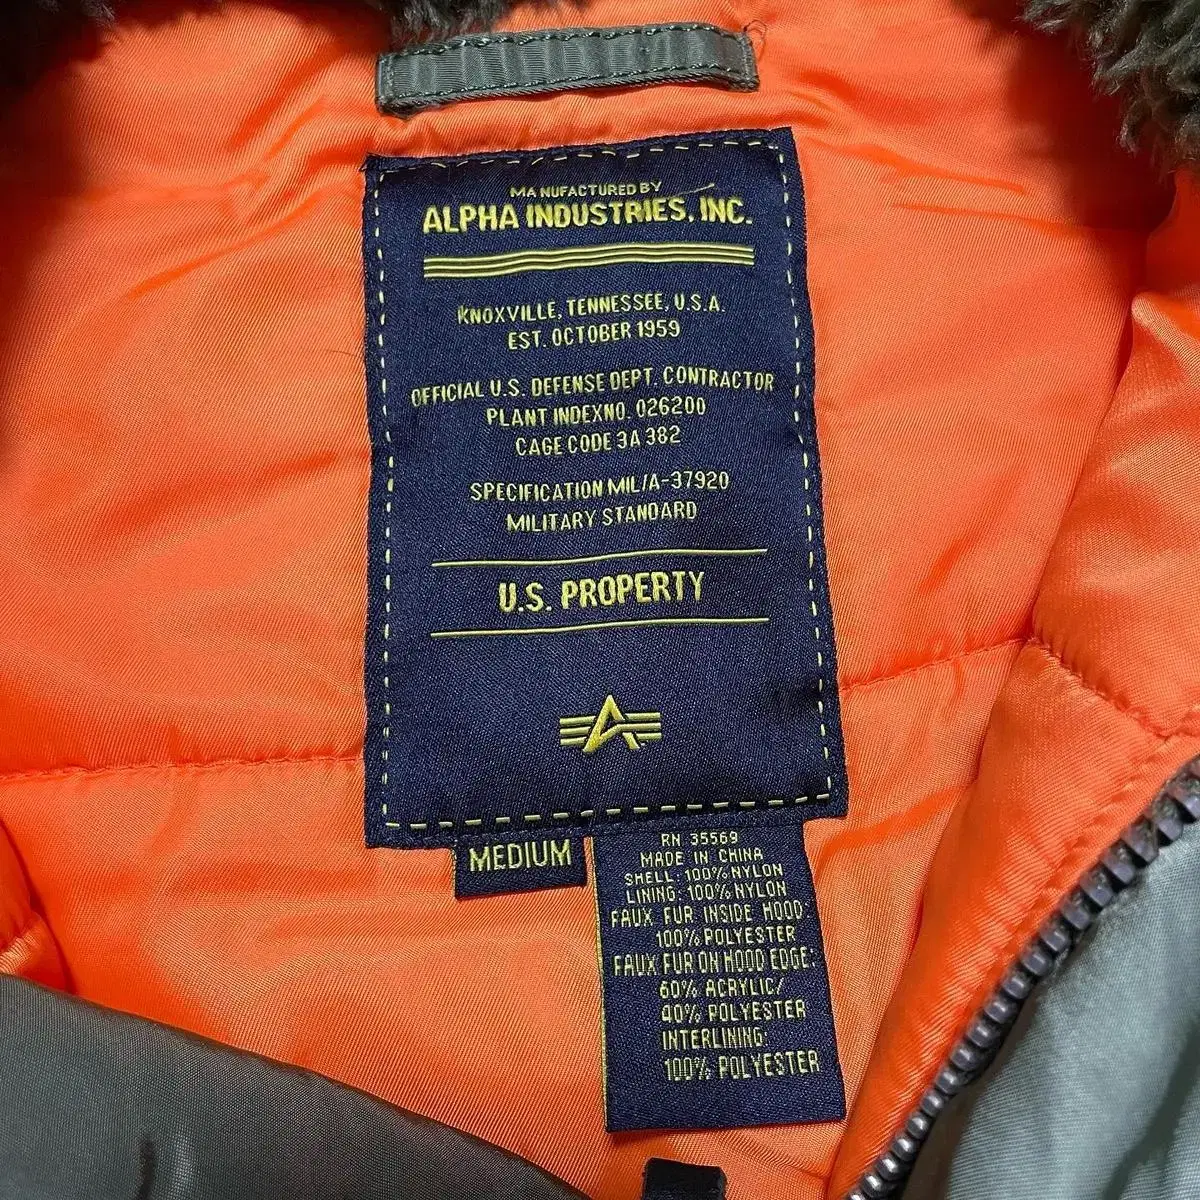 MANUFACTURED BY
ALPHA INDUSTRIES, INC.
KNOXVILLE, TENNESSEE, U.S.A.
EST. OCTOBER 1959
OFFICIAL U.S. DEFENSE DEPT. CONTRACTOR
PLANT INDEXNO. 026200
CAGE CODE 3A 382
SPECIFICATION MIL/A-37920
MILITARY STANDARD
U.S. PROPERTY
MEDIUM
RN 35569
MADE IN CHINA
SHELL: 100% NYLON
LINING: 100% NYLON
FAUX FUR INSIDE HOOD:
100% POLYESTER
FAUX FUR ON HOOD EDGE:
60% ACRYLIC/
40% POLYESTER
INTERLINING:
100% POLYESTER